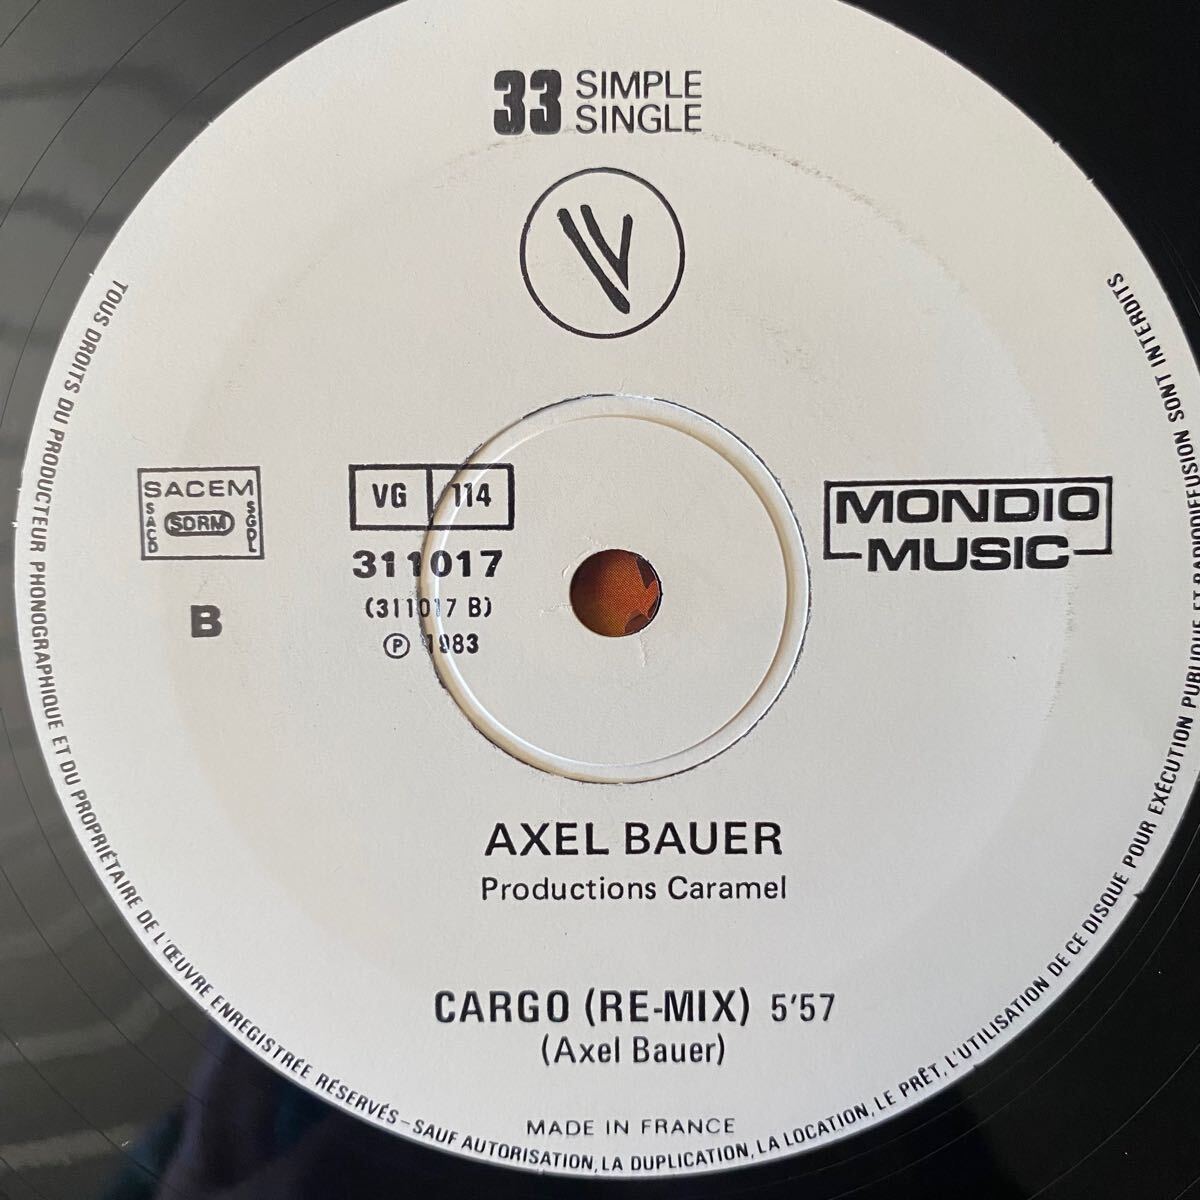 33 SIMPLE
SINGLE
SACEM
SACD
SDRM
SGDL
VG 114
311017
(311017 B)
Ⓟ 1983
B
MONDIO
MUSIC
AXEL BAUER
Productions Caramel
CARGO (RE-MIX) 5'57
(Axel Bauer)
MADE IN FRANCE
TOUS DROITS DU PRODUCTEUR PHONOGRAPHIQUE ET DU PROPRIÉTAIRE DE L'ŒUVRE ENREGISTRÉE RÉSERVÉS – SAUF AUTORISATION, LA DUPLICATION, LA LOCATION, LE PRÊT, L'UTILISATION DE CE DISQUE POUR EXÉCUTION PUBLIQUE ET RADIODIFFUSION SONT INTERDITS